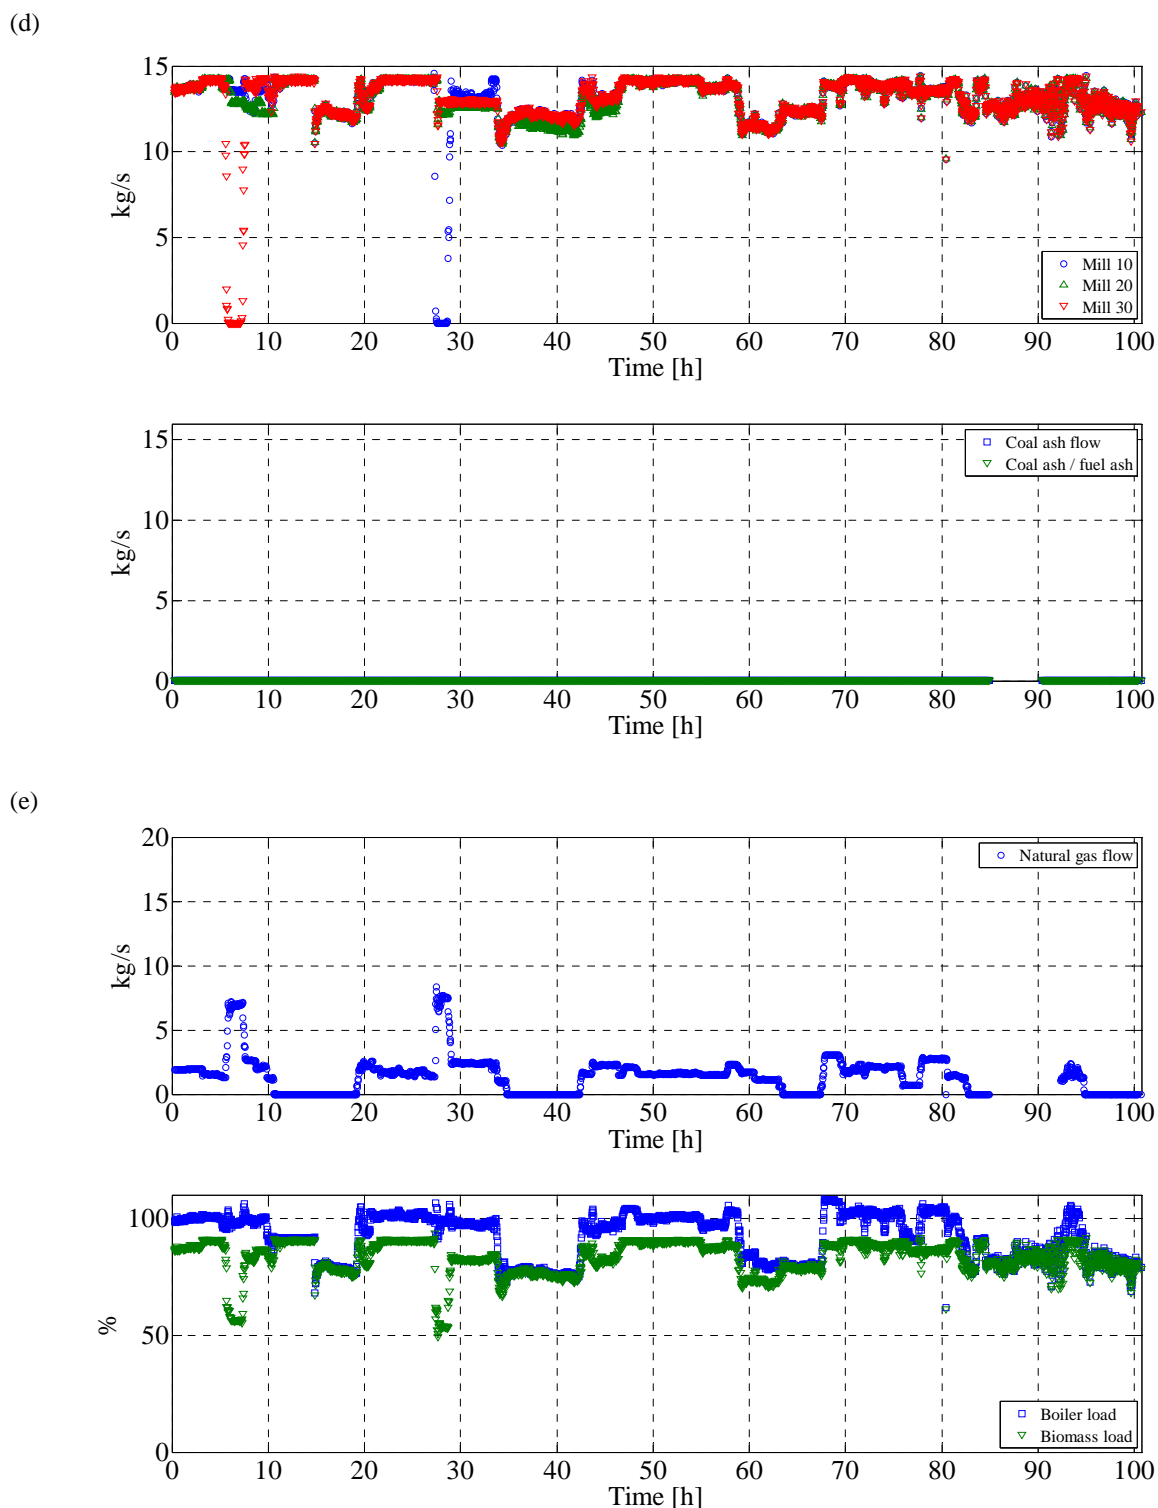 (d)
15
10
5
0
kg/s
Mill 10
Mill 20
Mill 30
0 10 20 30 40 50 60 70 80 90 100
Time [h]
15
10
5
0
kg/s
Coal ash flow
Coal ash / fuel ash
0 10 20 30 40 50 60 70 80 90 100
Time [h]
(e)
20
15
10
5
0
kg/s
Natural gas flow
0 10 20 30 40 50 60 70 80 90 100
Time [h]
100
50
0
%
Boiler load
Biomass load
0 10 20 30 40 50 60 70 80 90 100
Time [h]